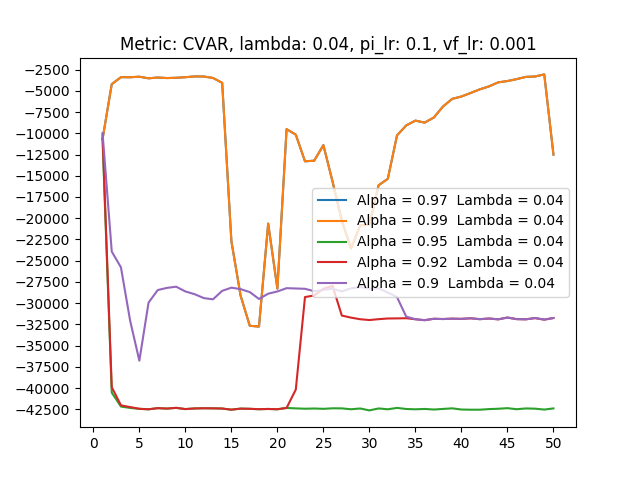 Metric: CVAR, lambda: 0.04, pi_lr: 0.1, vf_lr: 0.001
−2500
−5000
−7500
−10000
−12500
−15000
−17500
−20000
−22500
−25000
−27500
−30000
−32500
−35000
−37500
−40000
−42500
Alpha = 0.97 Lambda = 0.04
Alpha = 0.99 Lambda = 0.04
Alpha = 0.95 Lambda = 0.04
Alpha = 0.92 Lambda = 0.04
Alpha = 0.9 Lambda = 0.04
0 5 10 15 20 25 30 35 40 45 50